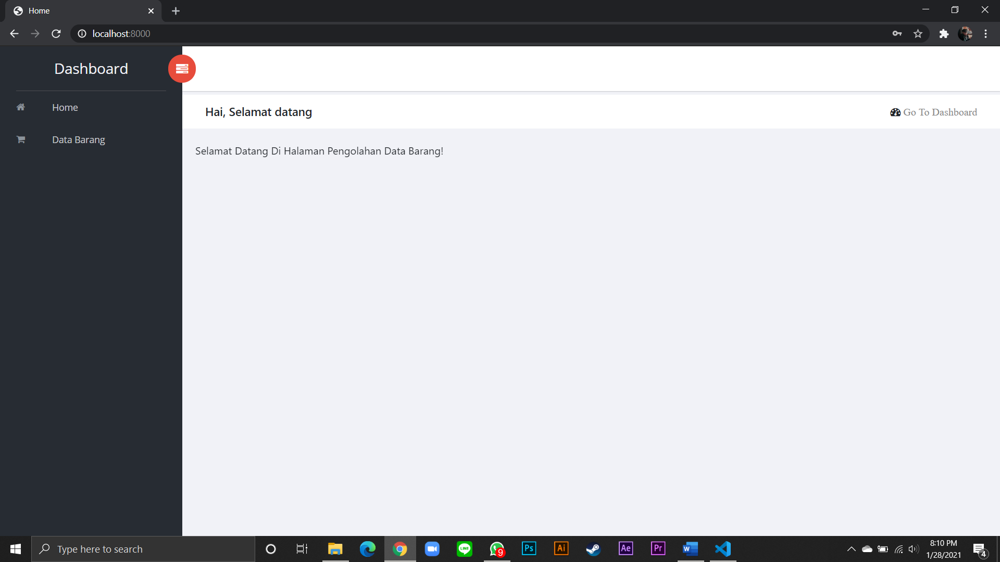 Home
localhost:8000
Dashboard
Home
Data Barang
Hai, Selamat datang
Go To Dashboard
Selamat Datang Di Halaman Pengolahan Data Barang!
Type here to search
LINE
9
Ps
Ai
Ae
Pr
W
8:10 PM
1/28/2021
4